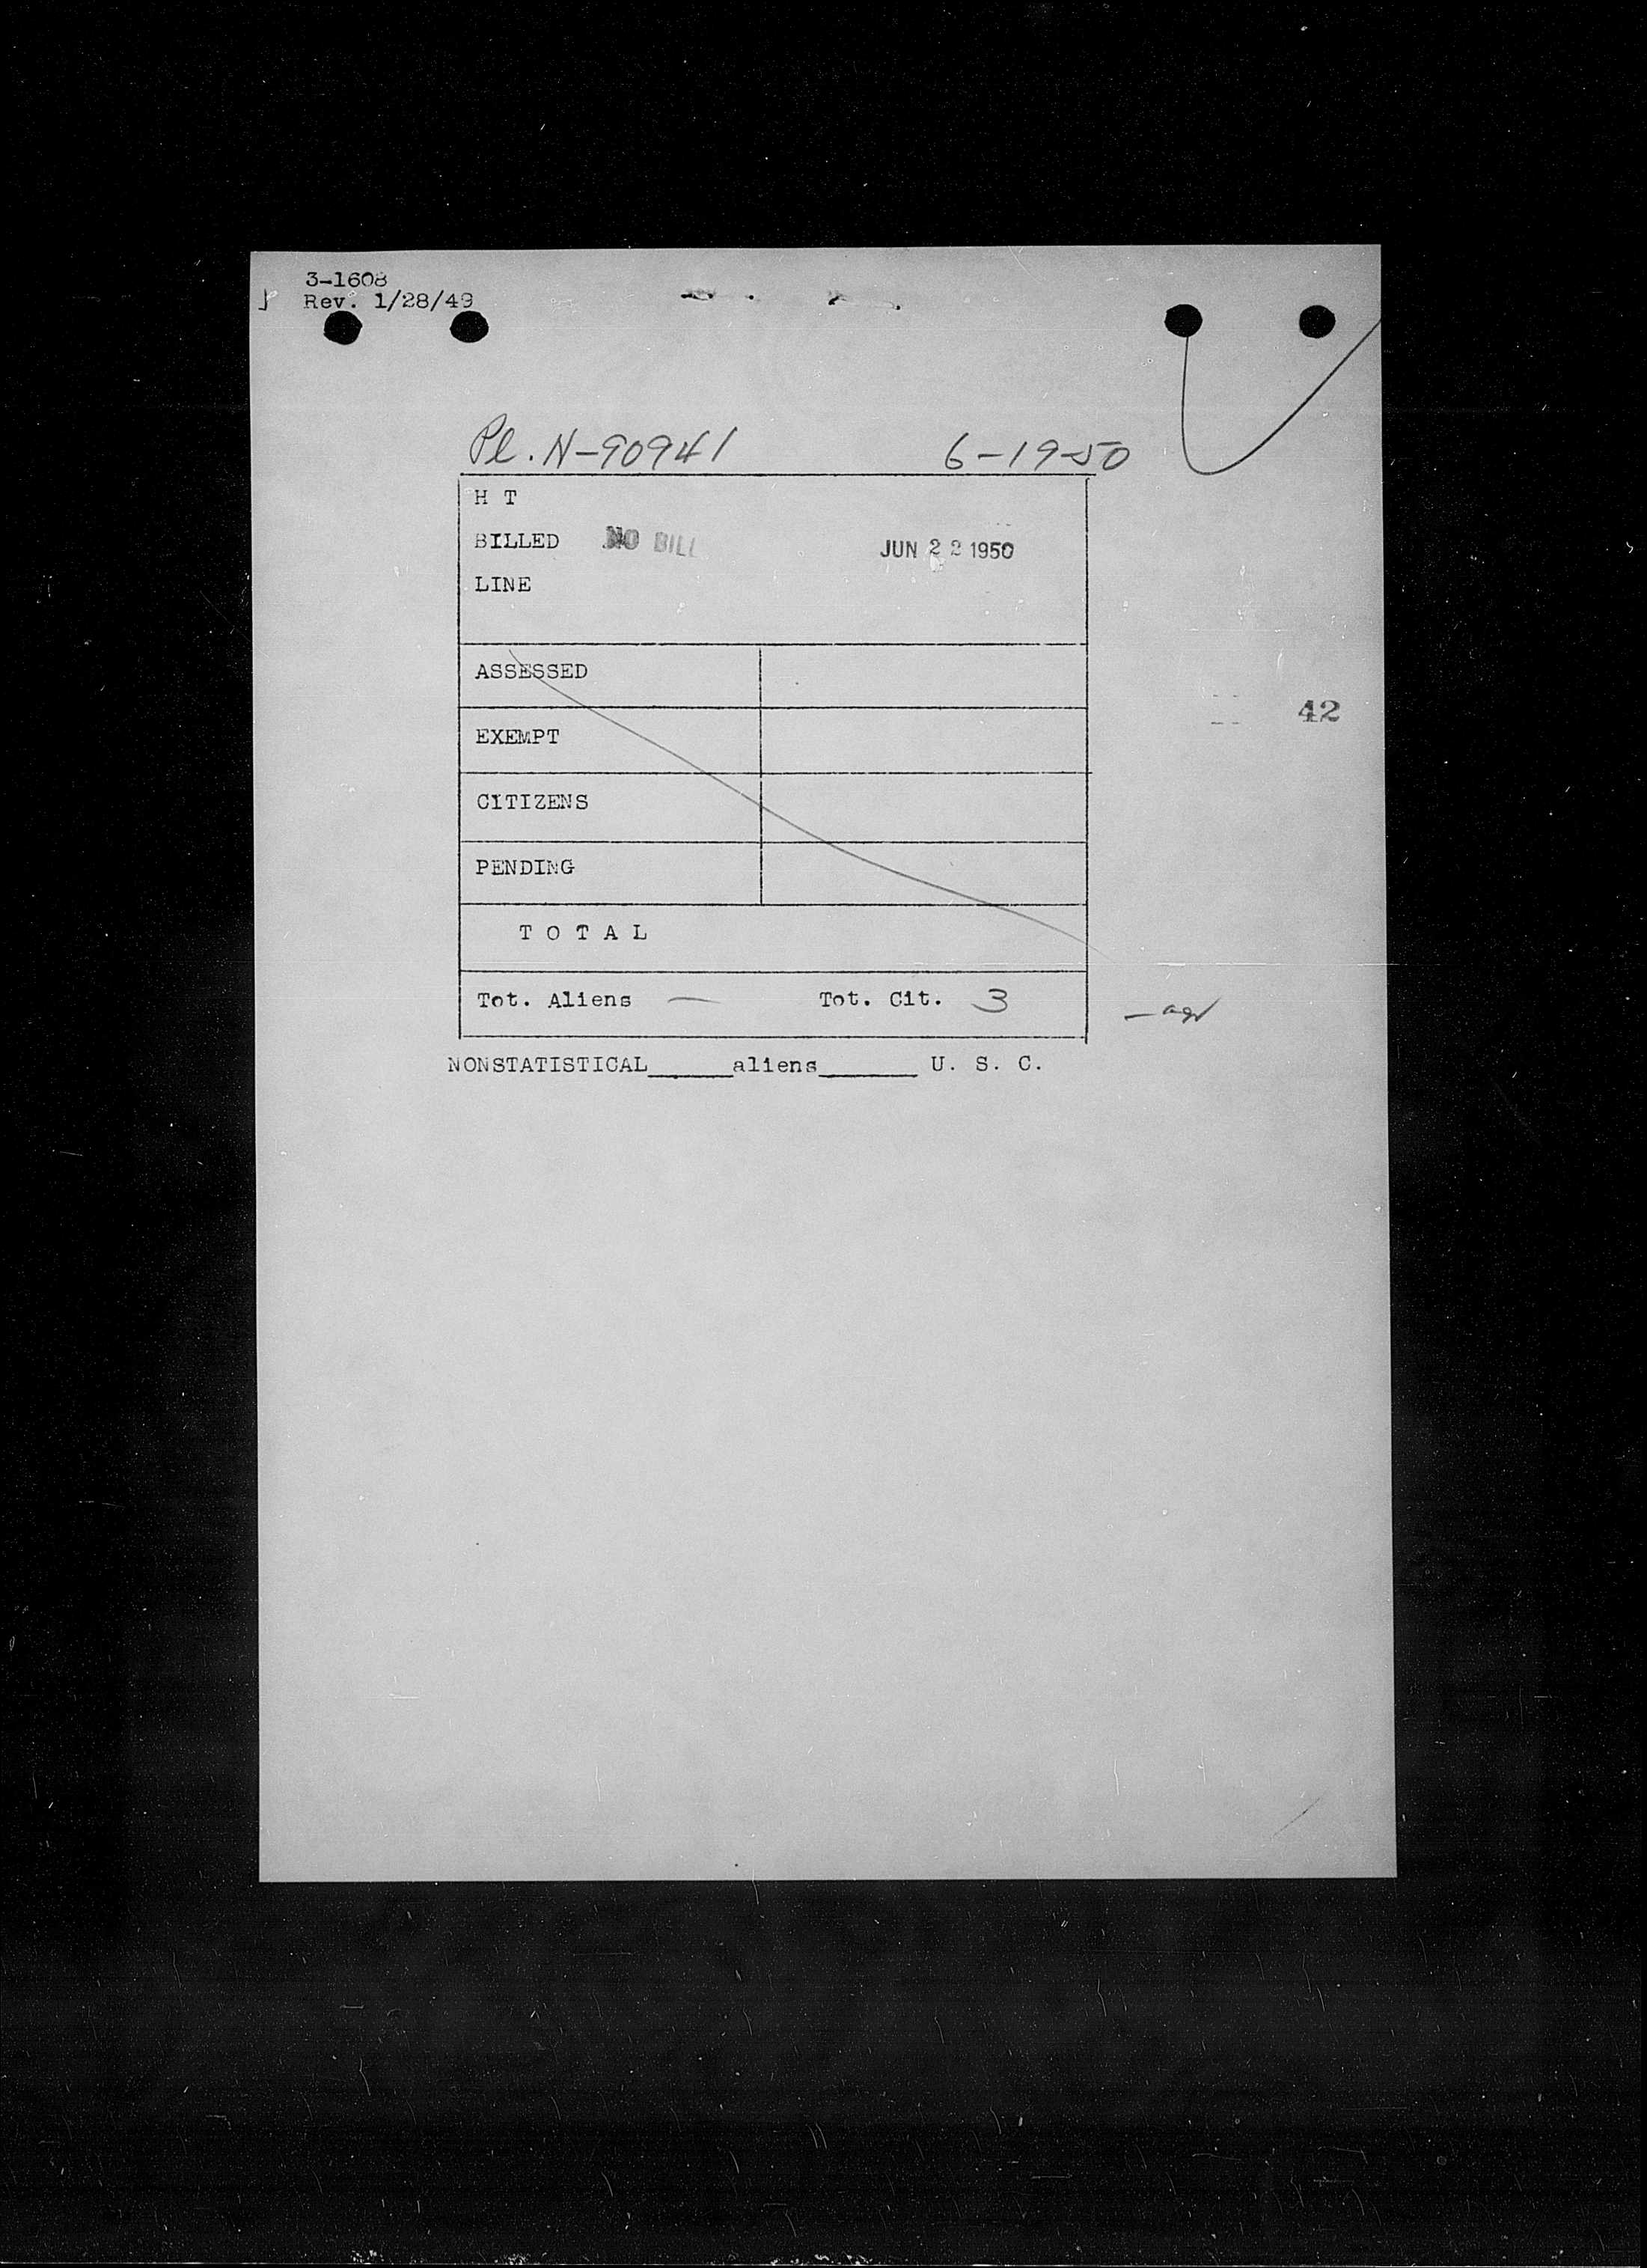 3-1608
Rev. 1/28/49
Pl. N-90941 6-19-50
H T
BILLED NO BILL JUN 22 1950
LINE
ASSESSED
42
EXEMPT
CITIZENS
PENDING
T O T A L
Tot. Aliens — Tot. Cit. 3
NONSTATISTICAL______aliens_______ U. S. C.